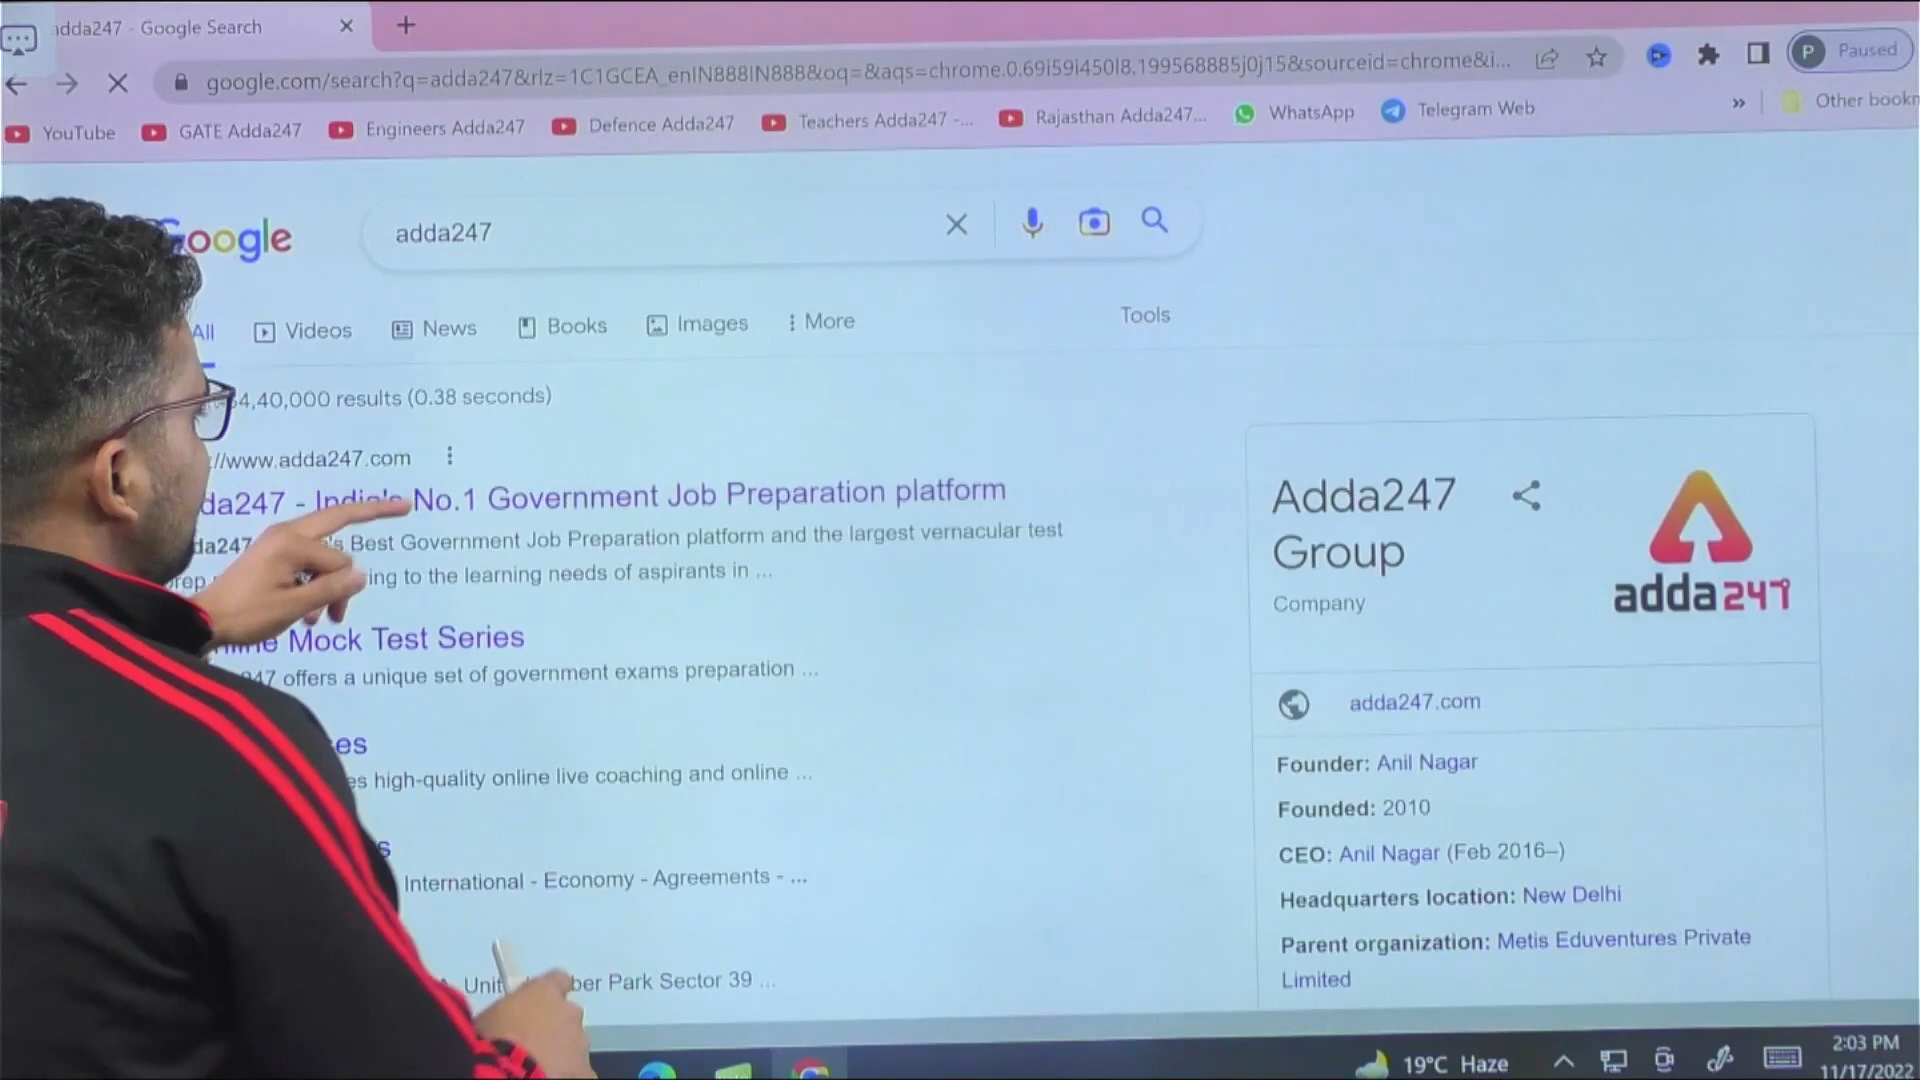 adda247 - Google Search
google.com/search?q=adda247&rlz=1C1GCEA_enIN888IN888&oq=&aqs=chrome.0.69i59i450l8.199568885j0j15&sourceid=chrome&i...
P Paused
YouTube GATE Adda247 Engineers Adda247 Defence Adda247 Teachers Adda247 -... Rajasthan Adda247... WhatsApp Telegram Web » Other bookm
Google
adda247
All Videos News Books Images More Tools
4,40,000 results (0.38 seconds)
://www.adda247.com
da247 - India's No.1 Government Job Preparation platform
da247 's Best Government Job Preparation platform and the largest vernacular test
rep ing to the learning needs of aspirants in ...
Mock Test Series
247 offers a unique set of government exams preparation ...
es
es high-quality online live coaching and online ...
s
International - Economy - Agreements - ...
Unit ber Park Sector 39 ...
Adda247
Group
Company
adda247
adda247.com
Founder: Anil Nagar
Founded: 2010
CEO: Anil Nagar (Feb 2016–)
Headquarters location: New Delhi
Parent organization: Metis Eduventures Private
Limited
19°C Haze
2:03 PM
11/17/2022